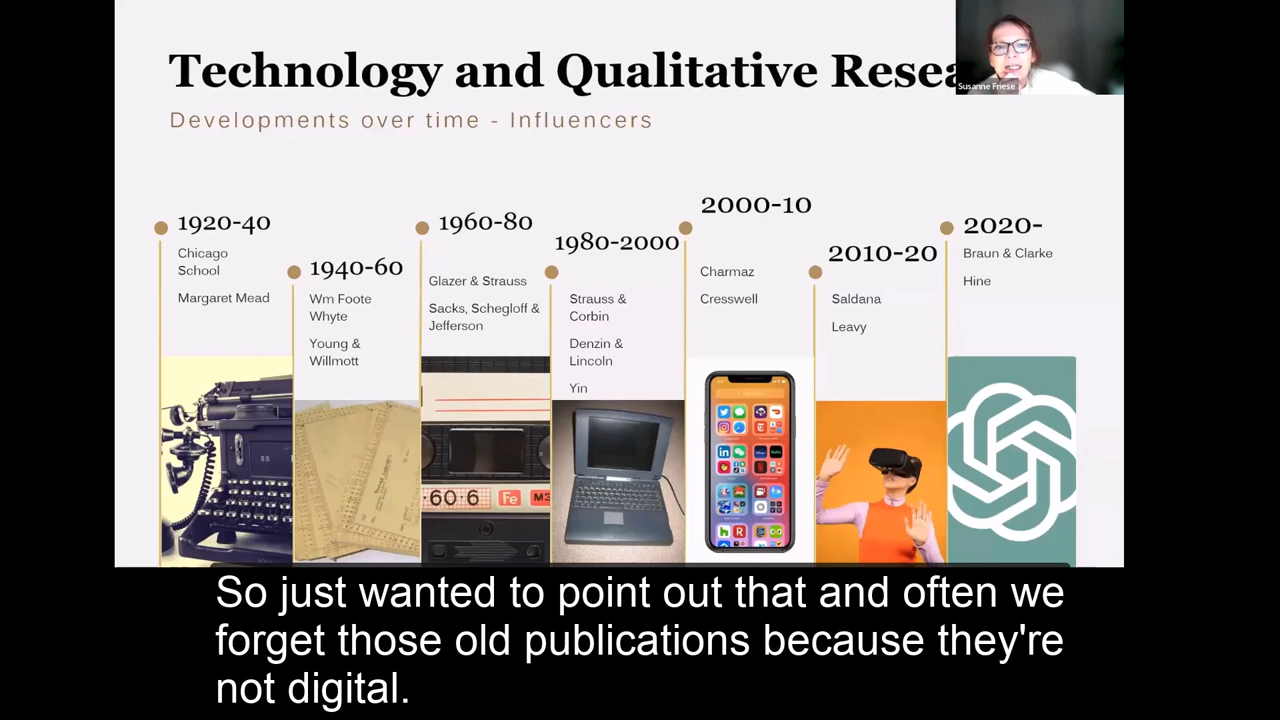 Technology and Qualitative Resea
Susanne Friese
Developments over time - Influencers
1920-40
Chicago
School
Margaret Mead
1940-60
Wm Foote
Whyte
Young &
Willmott
1960-80
Glazer & Strauss
Sacks, Schegloff &
Jefferson
1980-2000
Strauss &
Corbin
Denzin &
Lincoln
Yin
2000-10
Charmaz
Cresswell
2010-20
Saldana
Leavy
2020-
Braun & Clarke
Hine
60 6 Fe
So just wanted to point out that and often we
forget those old publications because they're
not digital.